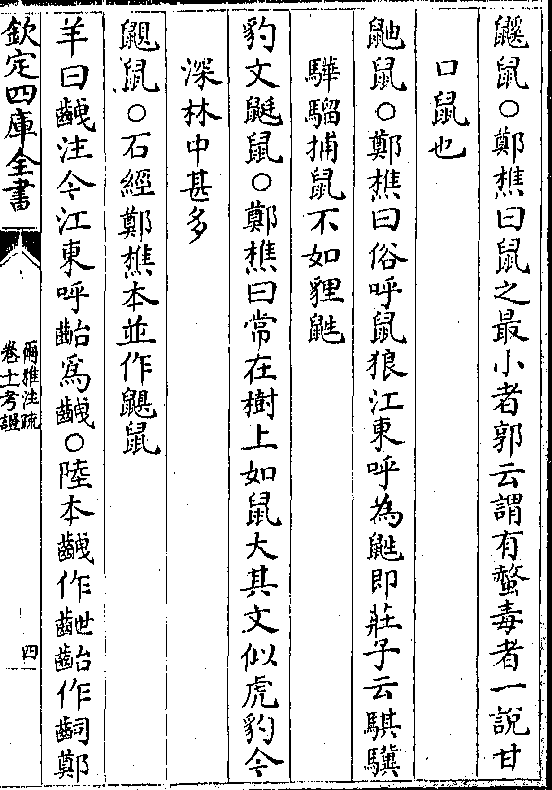 鼷鼠○鄭樵曰鼠之最小者郭云謂有螫毒者一說甘
口鼠也
鼬鼠○鄭樵曰俗呼鼠狼江東呼為鼪即莊子云騏驥
驊騮捕鼠不如貍鼪
豹文鼮鼠○鄭樵曰常在樹上如鼠大其文似虎豹今
深林中甚多
鼳鼠○石經鄭樵本並作鼰鼠
羊曰齥注今江東呼齝為齥○陸本齥作齛齝作䶵鄭
欽定四庫全書
爾雅注疏
卷十一考證
四